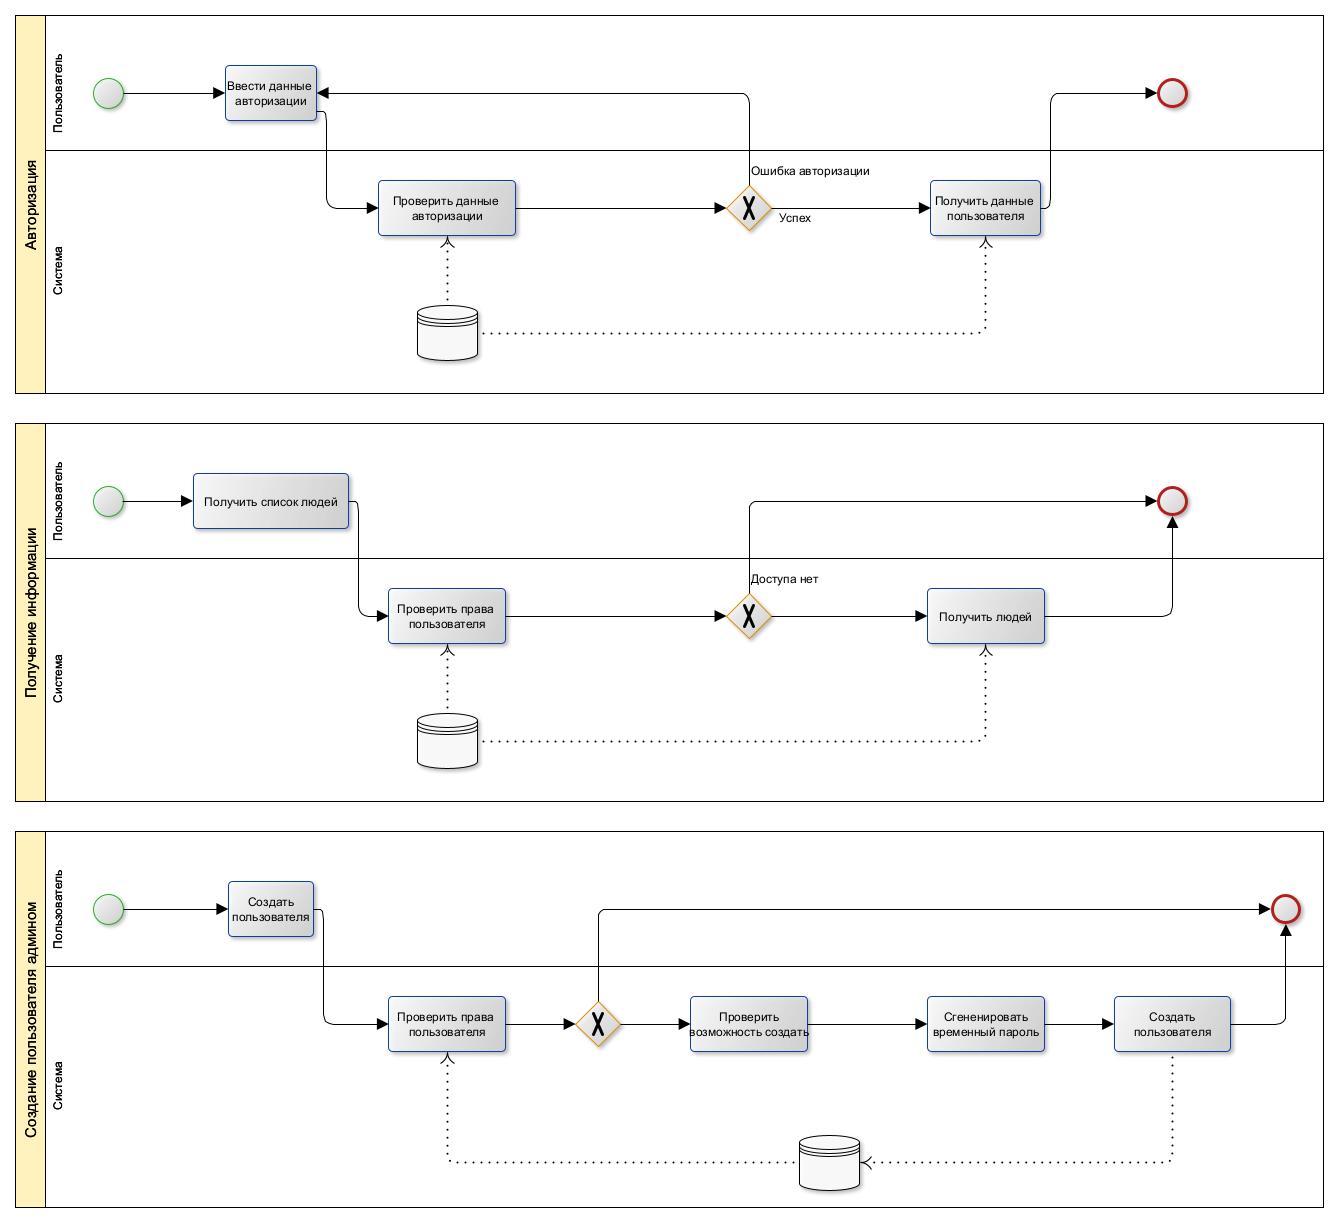 Авторизация
Пользователь
Ввести данные
авторизации
Система
Проверить данные
авторизации
Ошибка авторизации
Успех
Получить данные
пользователя
Получение информации
Пользователь
Получить список людей
Система
Проверить права
пользователя
Доступа нет
Получить людей
Создание пользователя админом
Пользователь
Создать
пользователя
Система
Проверить права
пользователя
Проверить
возможность создать
Сгененировать
временный пароль
Создать
пользователя